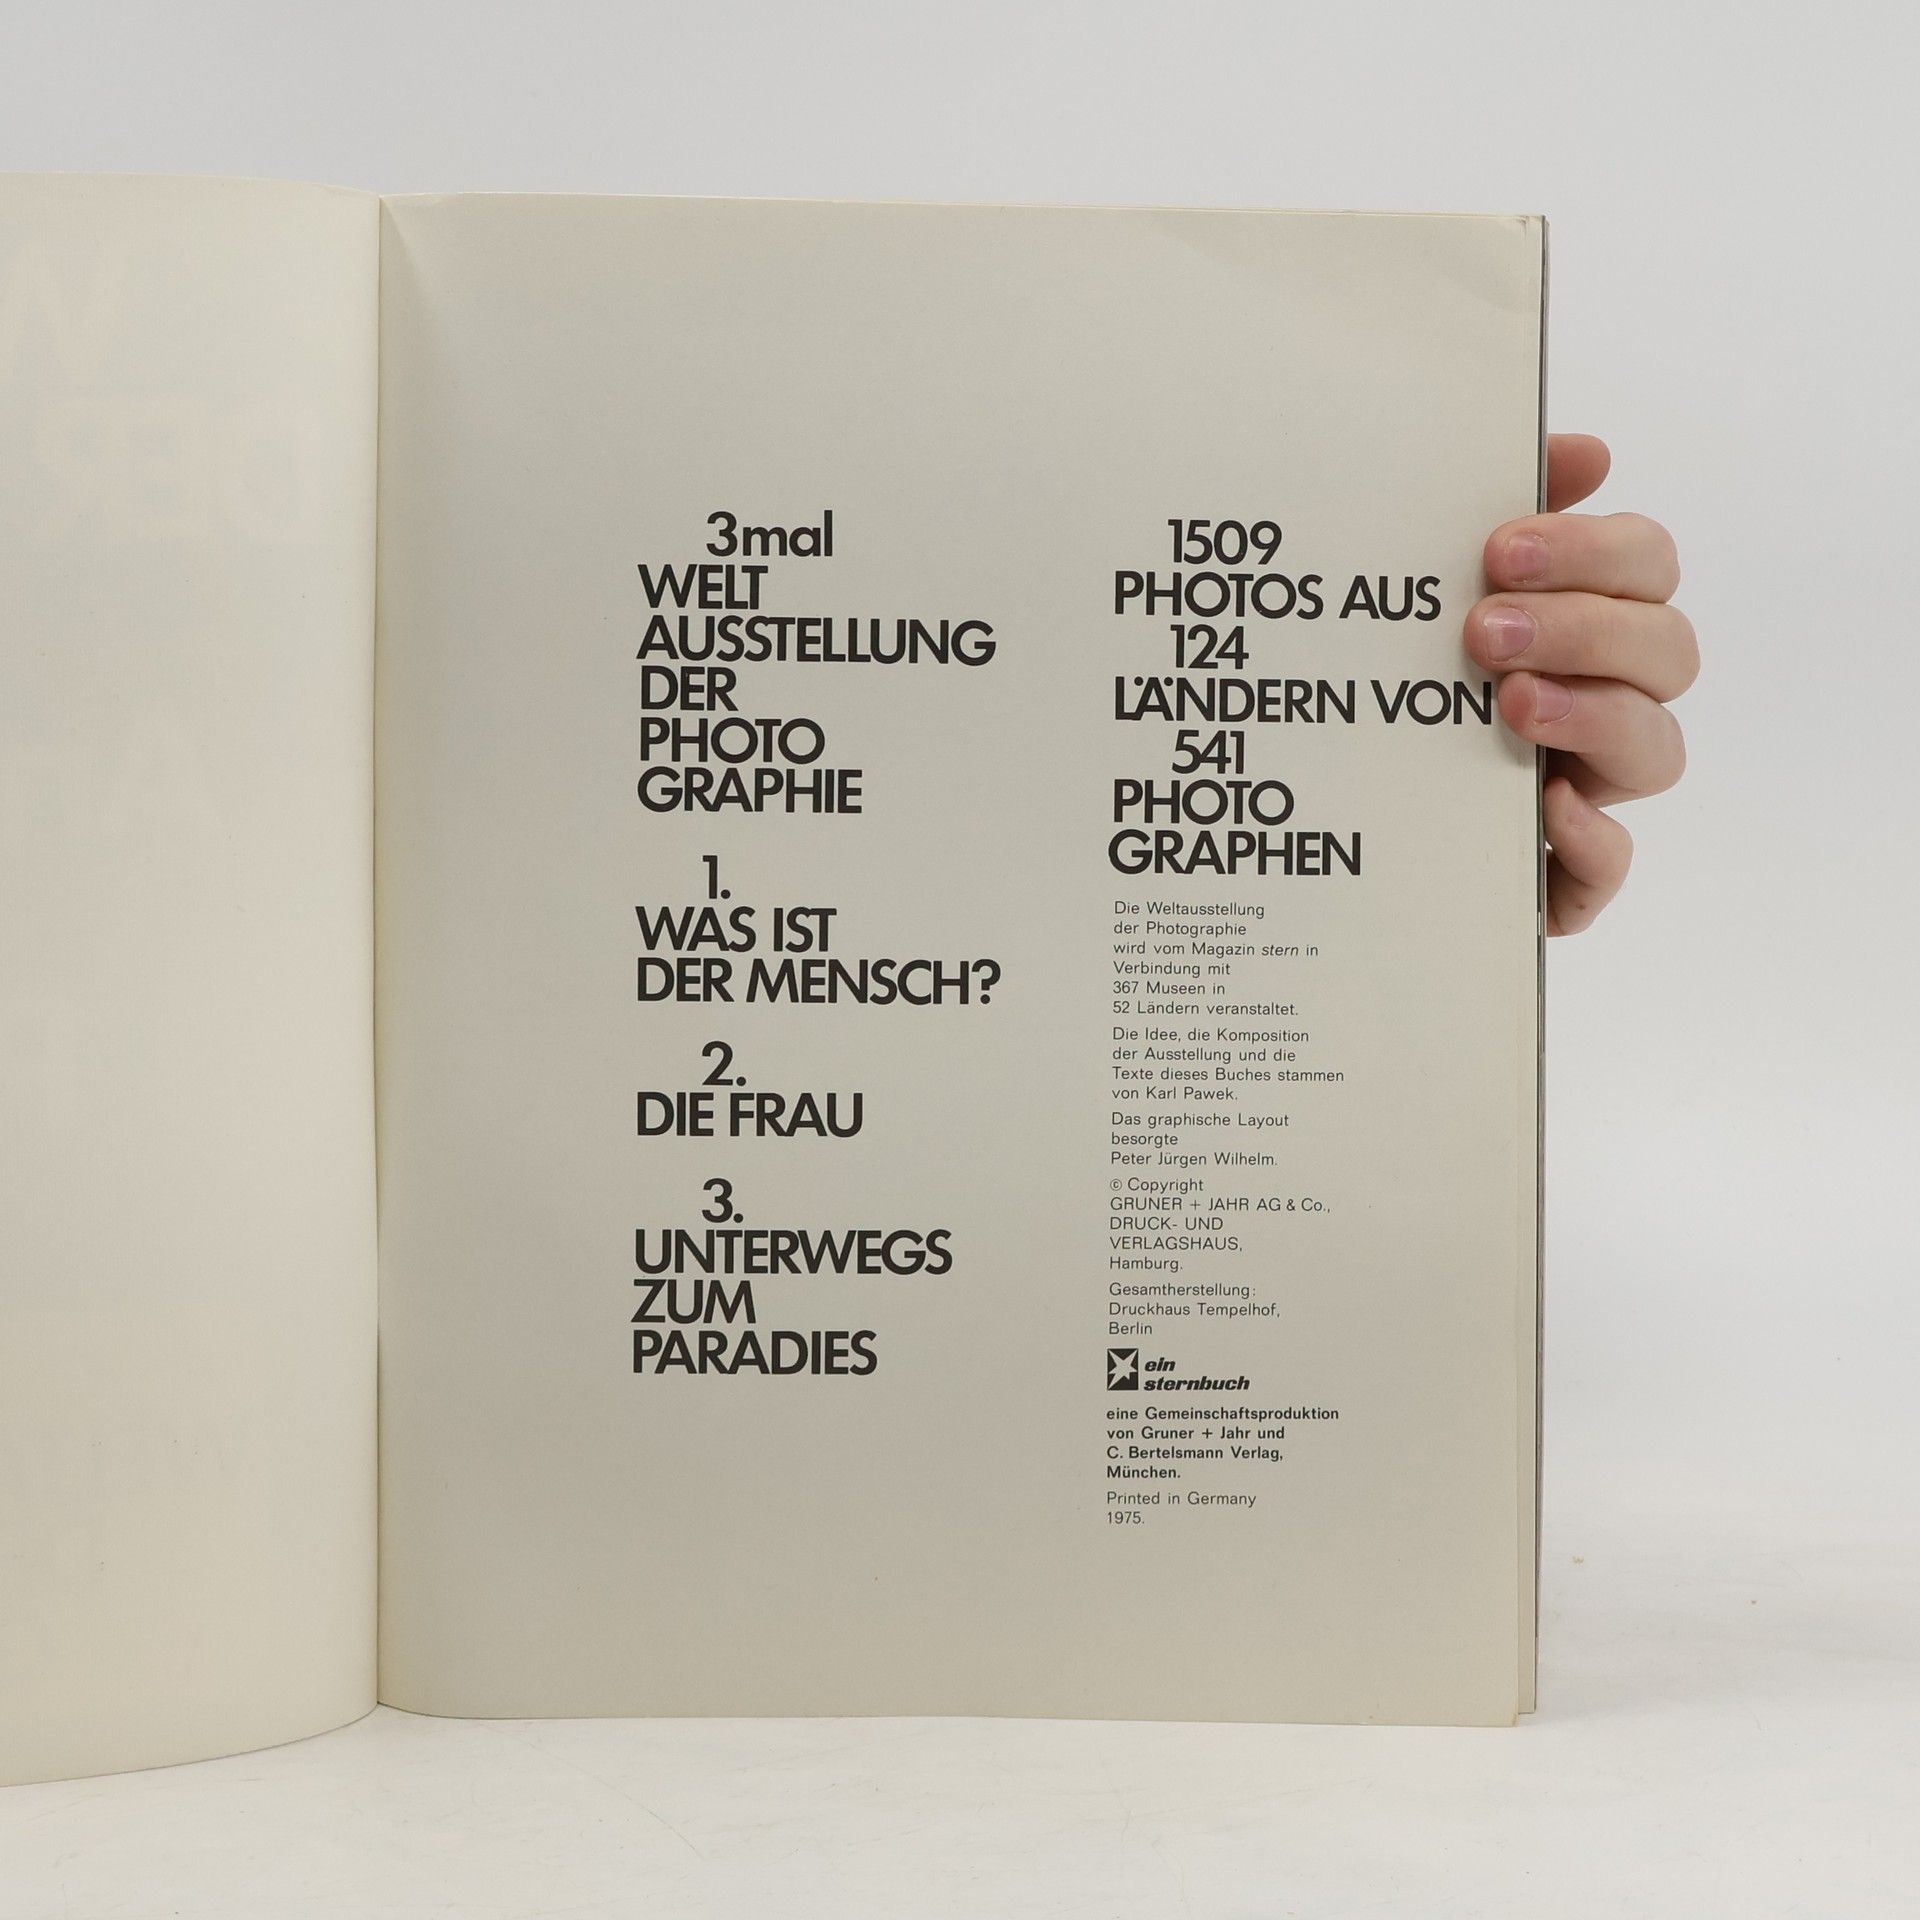 3mal
WELT
AUSSTELLUNG
DER
PHOTO
GRAPHIE
1.
WAS IST
DER MENSCH?
2.
DIE FRAU
3.
UNTERWEGS
ZUM
PARADIES
1509
PHOTOS AUS
124
LÄNDERN VON
541
PHOTO
GRAPHEN
Die Weltausstellung
der Photographie
wird vom Magazin stern in
Verbindung mit
367 Museen in
52 Ländern veranstaltet.
Die Idee, die Komposition
der Ausstellung und die
Texte dieses Buches stammen
von Karl Pawek.
Das graphische Layout
besorgte
Peter Jürgen Wilhelm.
© Copyright
GRUNER + JAHR AG & Co.,
DRUCK- UND
VERLAGSHAUS,
Hamburg.
Gesamtherstellung:
Druckhaus Tempelhof,
Berlin
ein
sternbuch
eine Gemeinschaftsproduktion
von Gruner + Jahr und
C. Bertelsmann Verlag,
München.
Printed in Germany
1975.